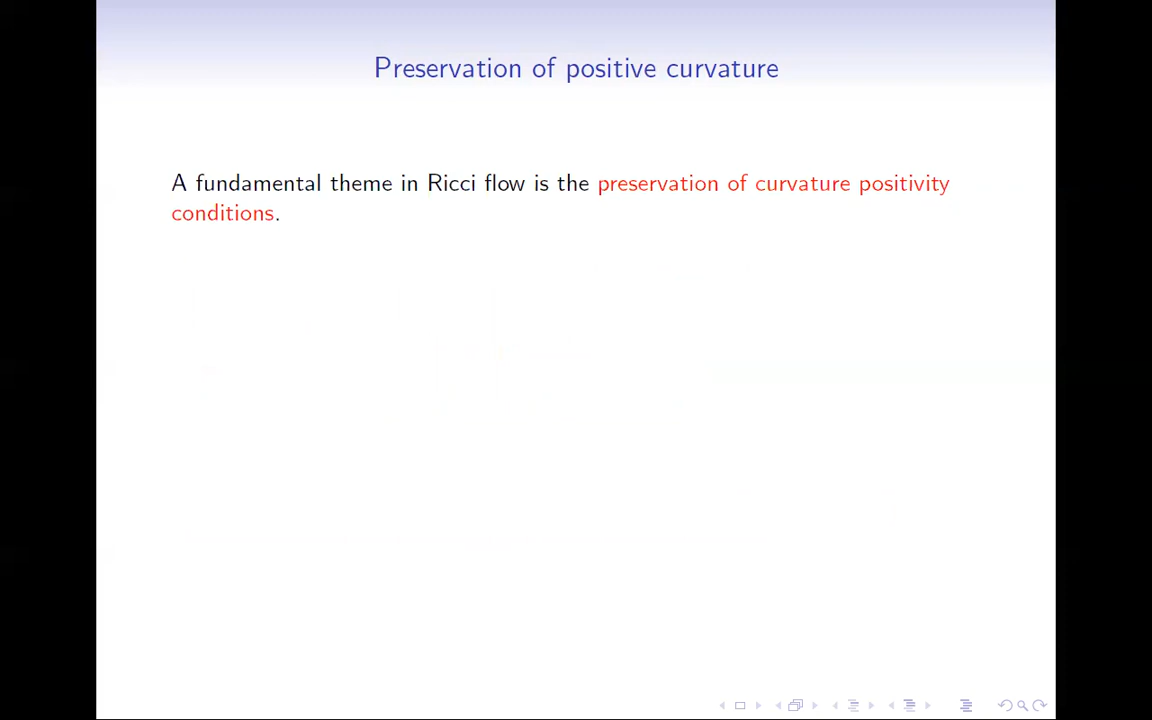 Preservation of positive curvature
A fundamental theme in Ricci flow is the preservation of curvature positivity
conditions.